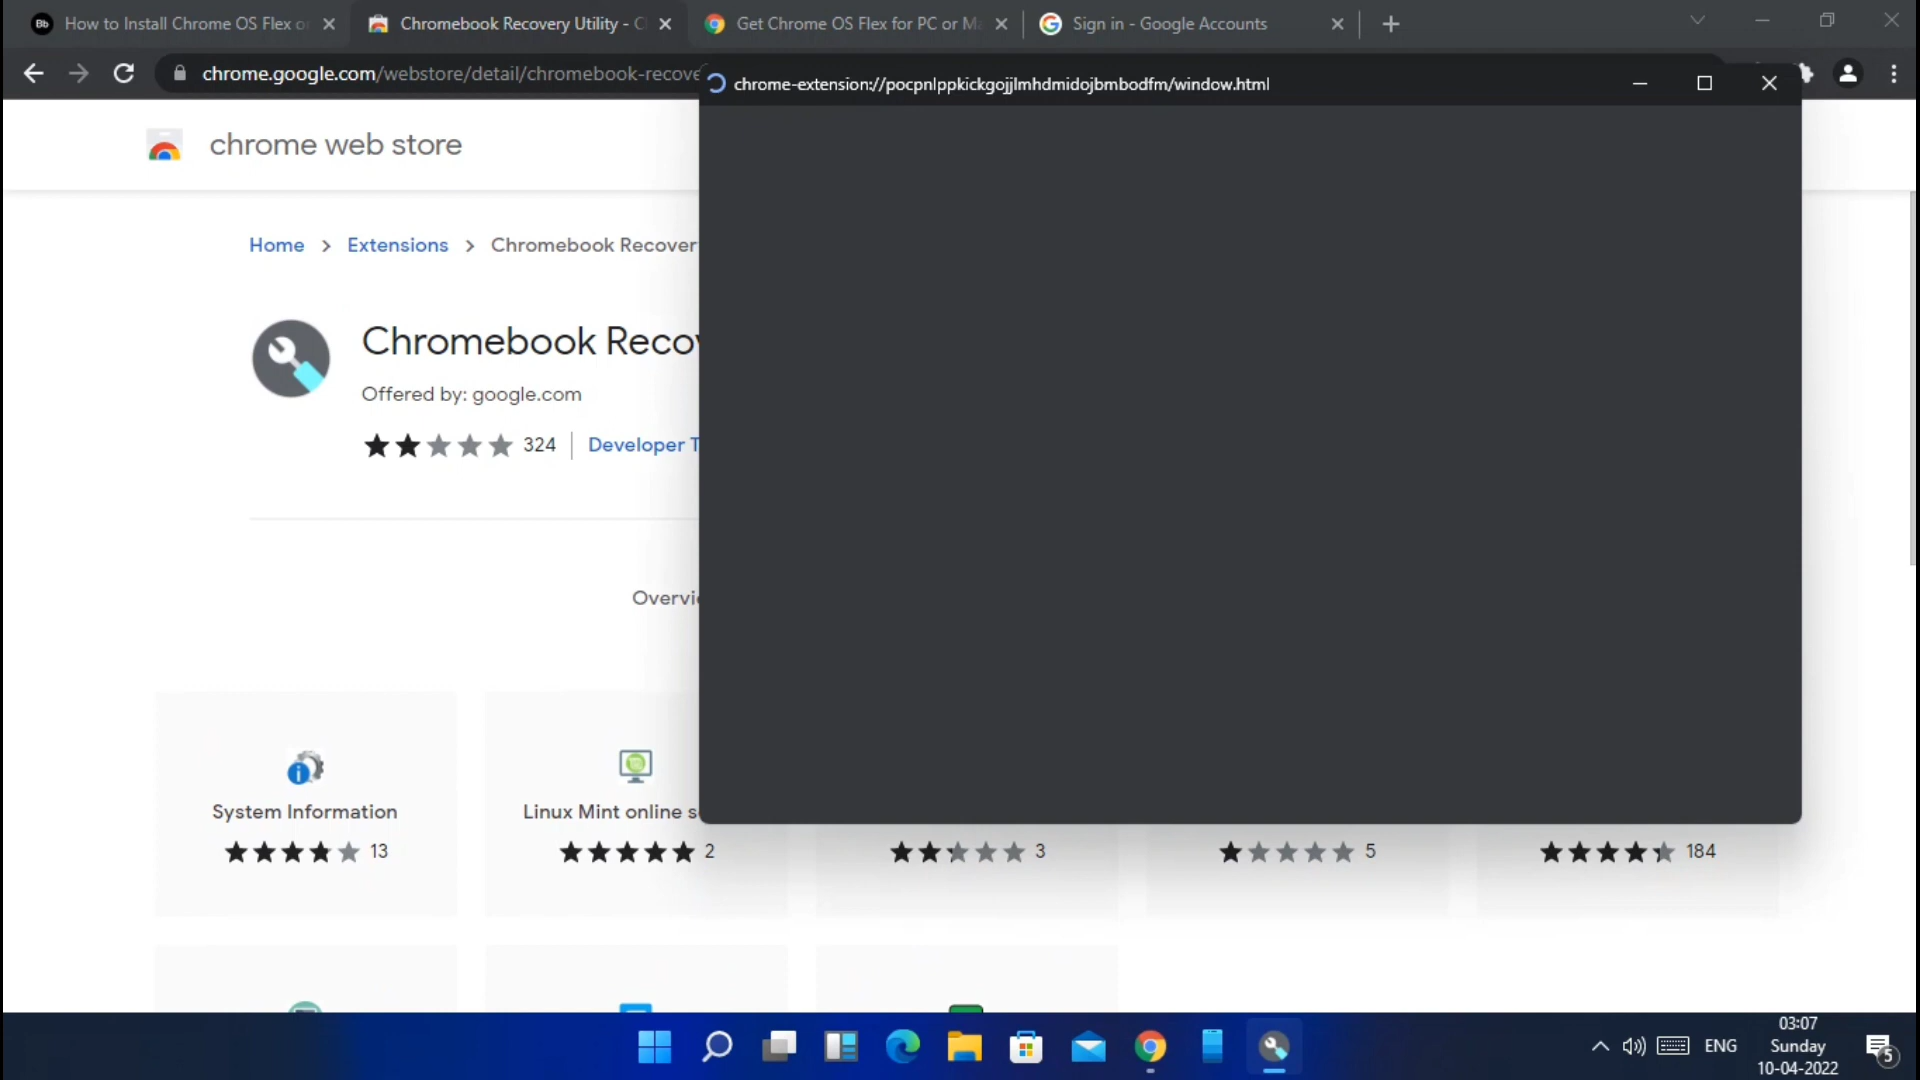 Bb How to Install Chrome OS Flex o
Chromebook Recovery Utility - C
Get Chrome OS Flex for PC or Ma
Sign in - Google Accounts
chrome.google.com/webstore/detail/chromebook-recove
chrome-extension://pocpnlppkickgojjlmhdmidojbmbodfm/window.html
chrome web store
Home > Extensions > Chromebook Recover
Chromebook Reco
Offered by: google.com
324 Developer T
Overvi
System Information
Linux Mint online s
13
2
3
5
184
ENG
03:07
Sunday
10-04-2022
5